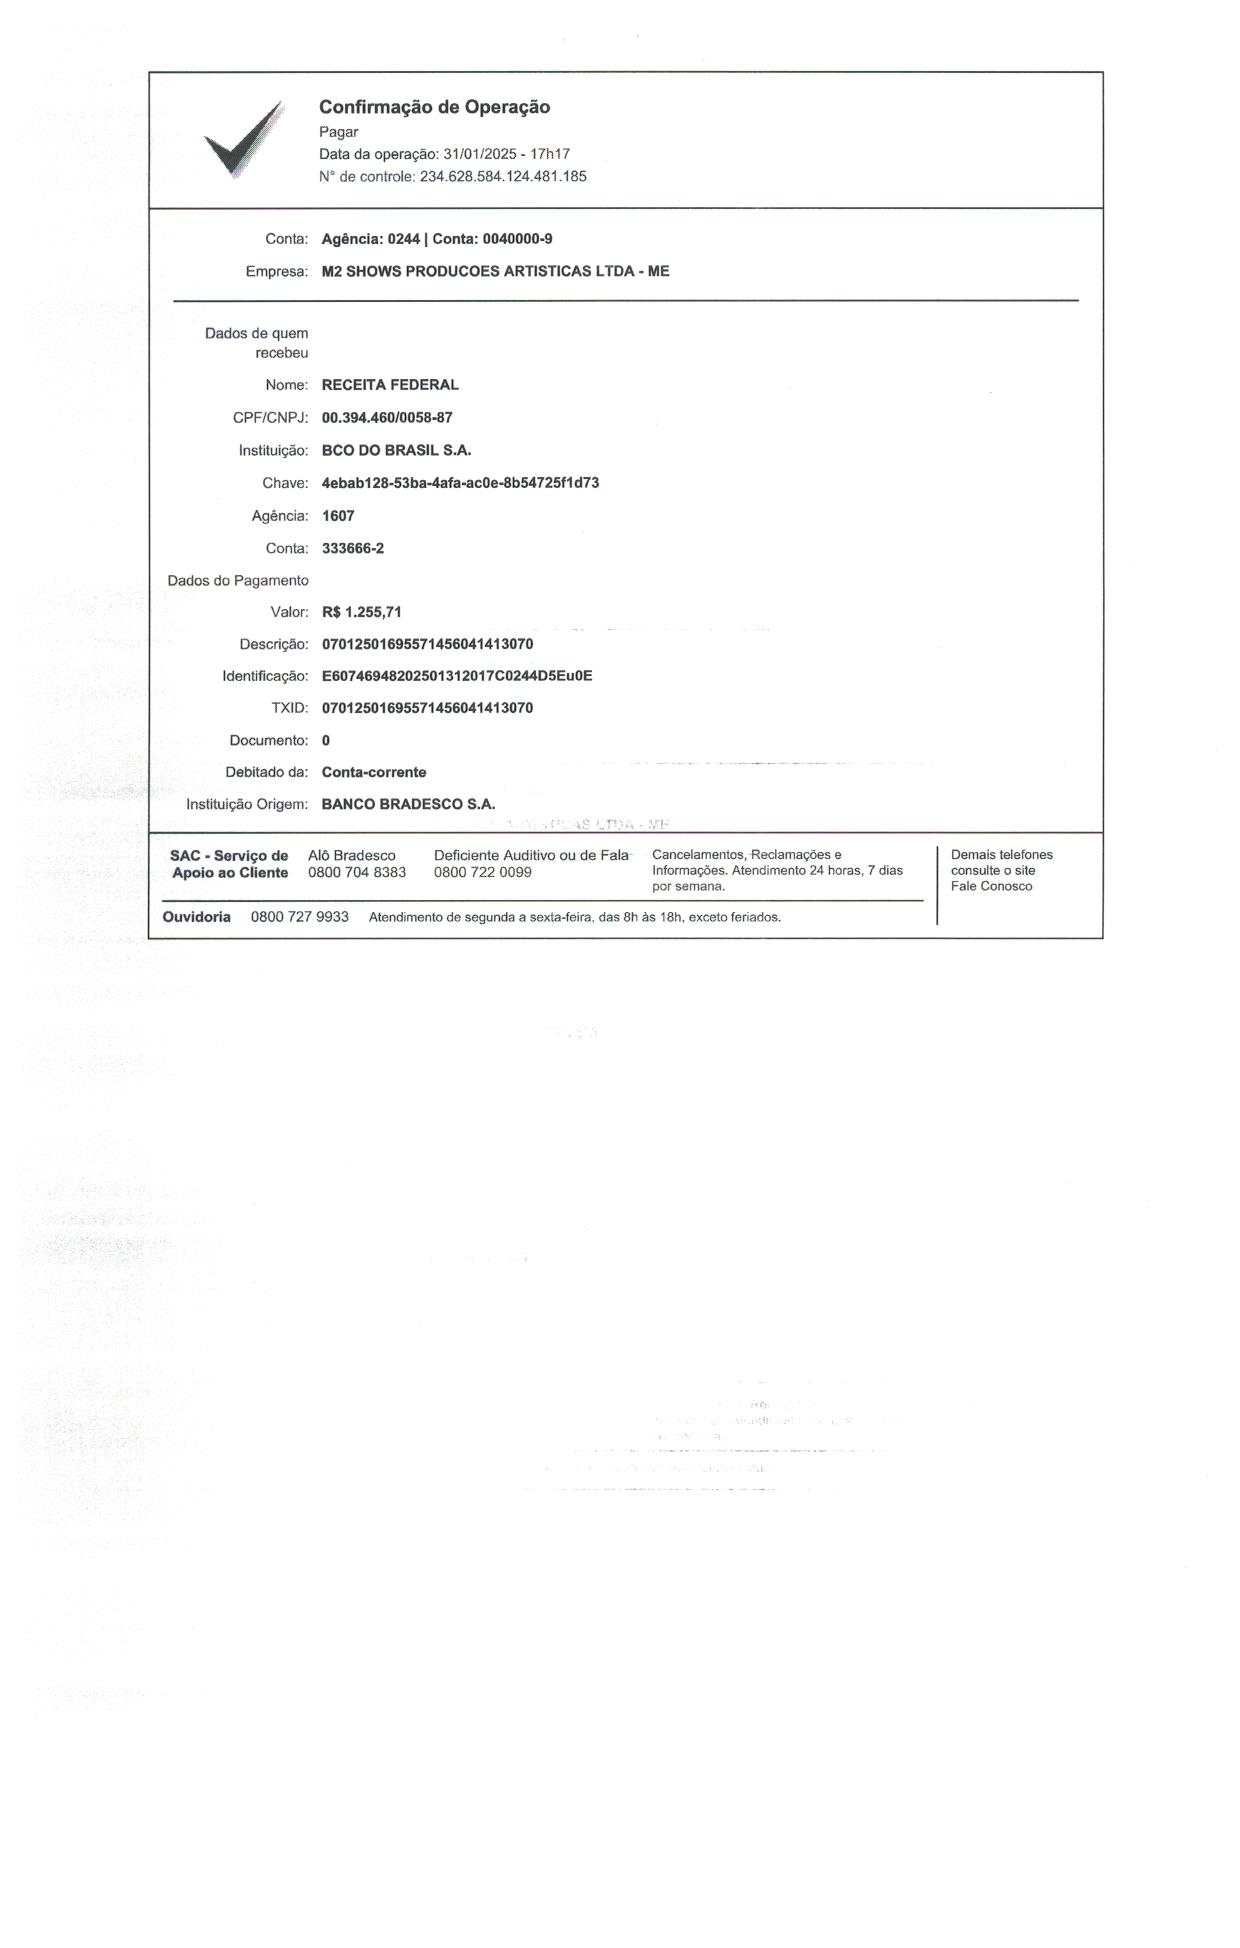 Confirmação de Operação
Pagar
Data da operação: 31/01/2025 - 17h17
N° de controle: 234.628.584.124.481.185
Conta: Agência: 0244 | Conta: 0040000-9
Empresa: M2 SHOWS PRODUCOES ARTISTICAS LTDA - ME
Dados de quem
recebeu
Nome: RECEITA FEDERAL
CPF/CNPJ: 00.394.460/0058-87
Instituição: BCO DO BRASIL S.A.
Chave: 4ebab128-53ba-4afa-ac0e-8b54725f1d73
Agência: 1607
Conta: 333666-2
Dados do Pagamento
Valor: R$ 1.255,71
Descrição: 07012501695571456041413070
Identificação: E60746948202501312017C0244D5Eu0E
TXID: 07012501695571456041413070
Documento: 0
Debitado da: Conta-corrente
Instituição Origem: BANCO BRADESCO S.A.
LTDA - ME
SAC - Serviço de
Apoio ao Cliente
Alô Bradesco
0800 704 8383
Deficiente Auditivo ou de Fala
0800 722 0099
Cancelamentos, Reclamações e
Informações. Atendimento 24 horas, 7 dias
por semana.
Demais telefones
consulte o site
Fale Conosco
Ouvidoria 0800 727 9933 Atendimento de segunda a sexta-feira, das 8h às 18h, exceto feriados.